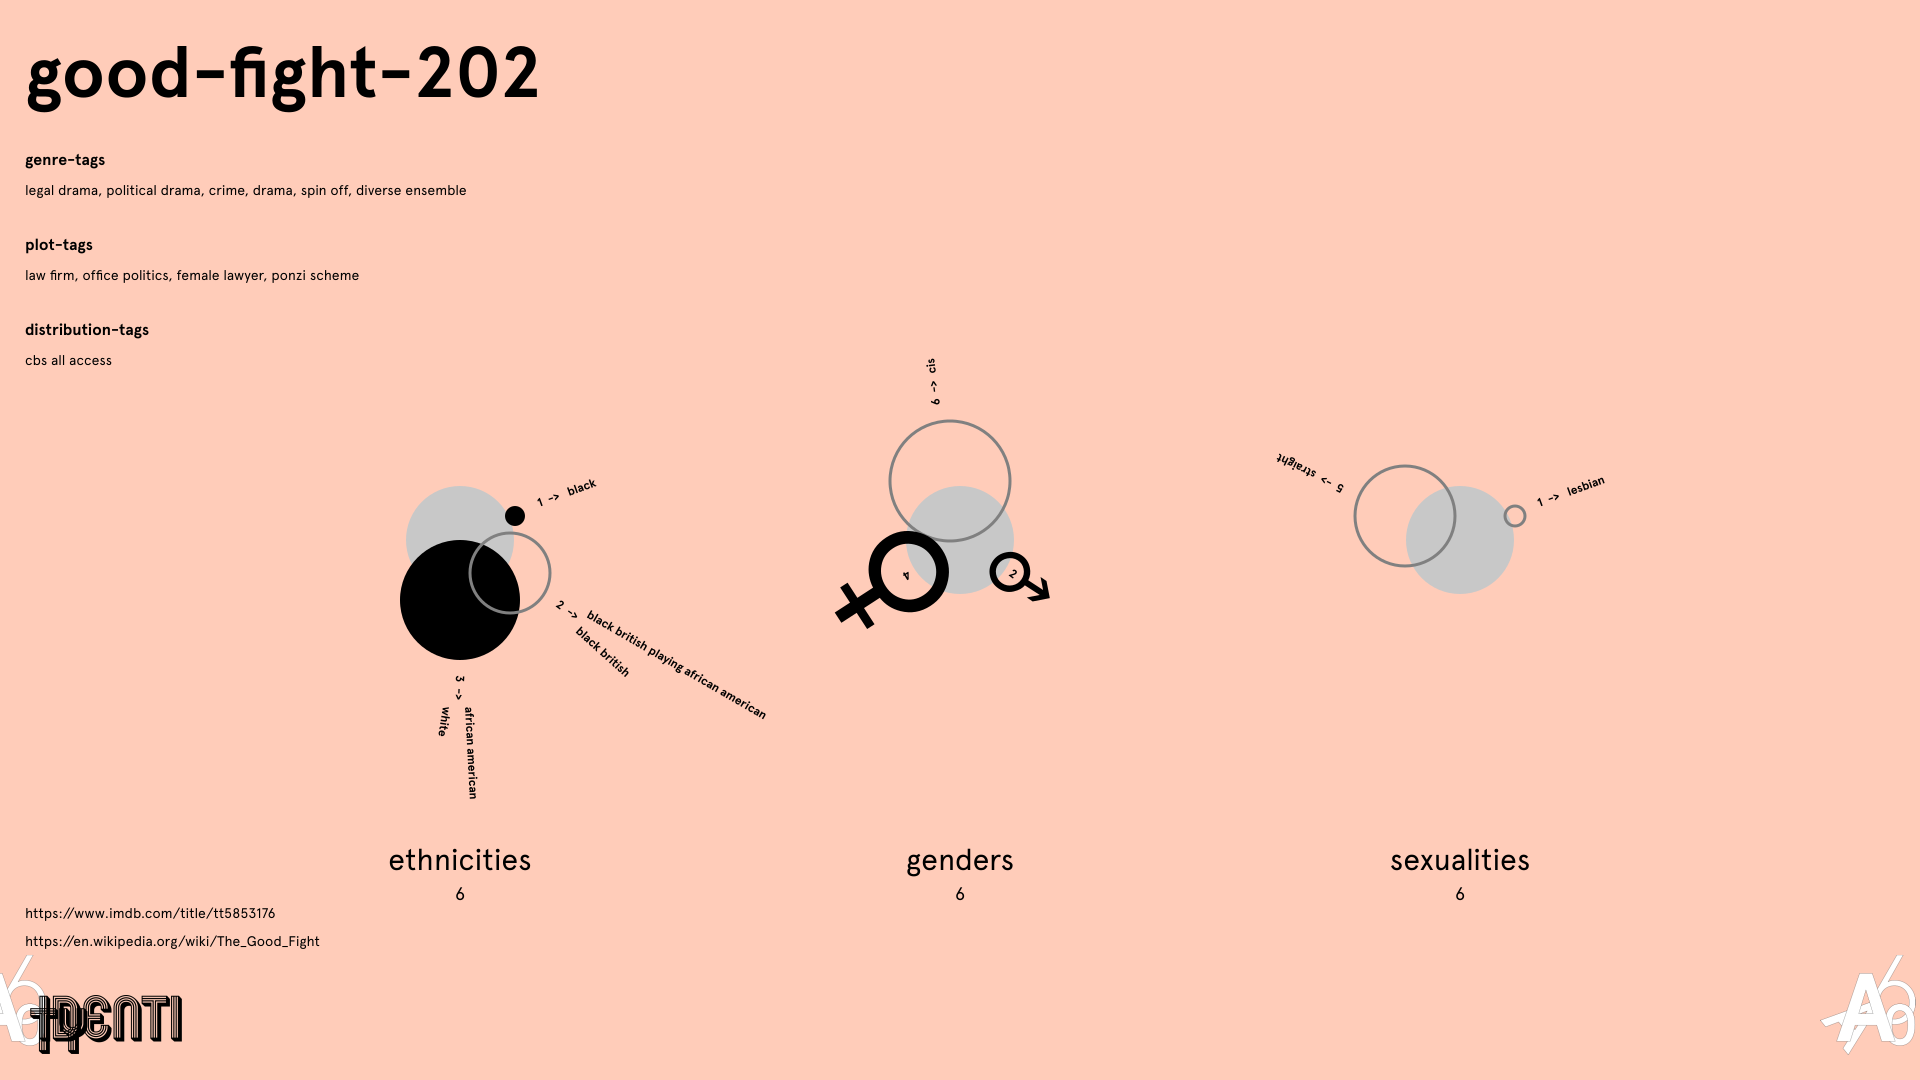 good-fight-202
genre-tags
legal drama, political drama, crime, drama, spin off, diverse ensemble
plot-tags
law firm, office politics, female lawyer, ponzi scheme
distribution-tags
cbs all access
1 -> black
2 -> black british playing african american
black british
3 -> african american
white
ethnicities
6
6 -> cis
4
2
genders
6
5 -> straight
1 -> lesbian
sexualities
6
https://www.imdb.com/title/tt5853176
https://en.wikipedia.org/wiki/The_Good_Fight
IDENTI